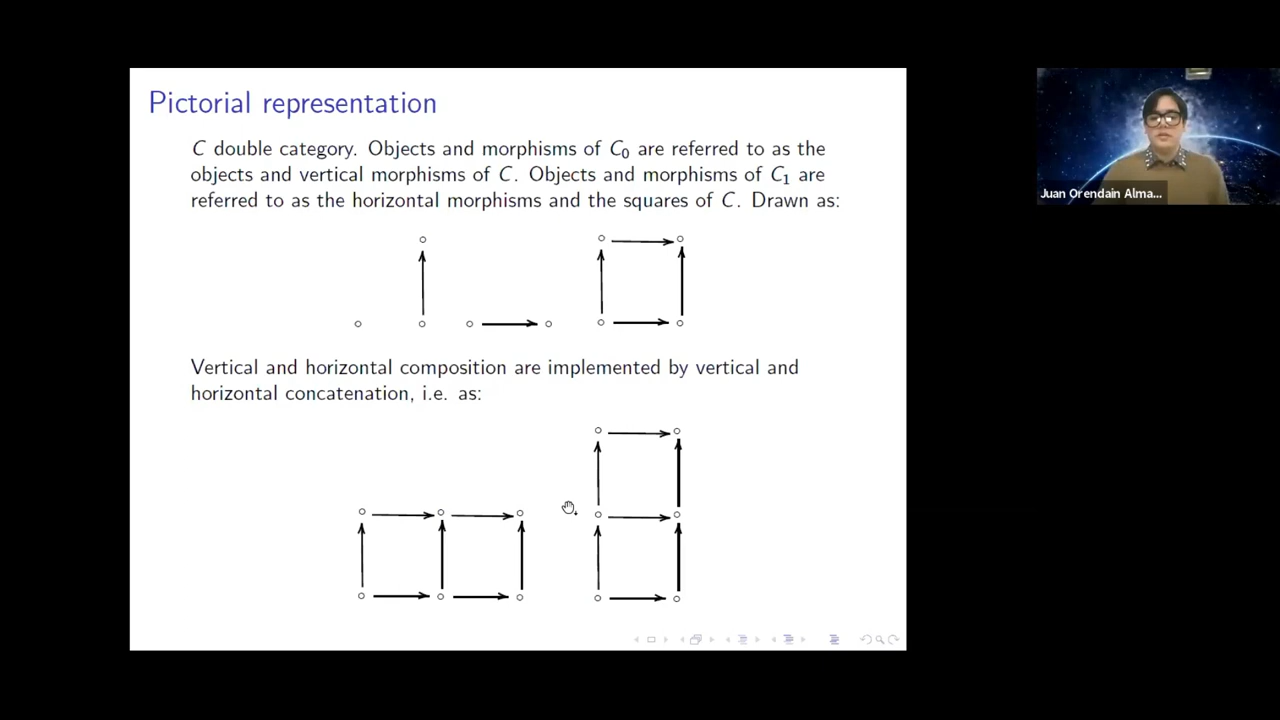 Pictorial representation
C double category. Objects and morphisms of C₀ are referred to as the
objects and vertical morphisms of C. Objects and morphisms of C₁ are
referred to as the horizontal morphisms and the squares of C. Drawn as:
Vertical and horizontal composition are implemented by vertical and
horizontal concatenation, i.e. as:
Juan Orendain Alma...